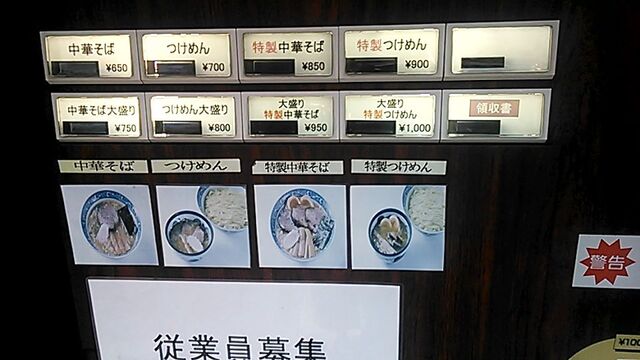 中華そば
¥650
つけめん
¥700
特製中華そば
¥850
特製つけめん
¥900
中華そば大盛り
¥750
つけめん大盛り
¥800
大盛り
特製中華そば
¥950
大盛り
特製つけめん
¥1,000
領収書
中華そば
つけめん
特製中華そば
特製つけめん
警告
従業員募集